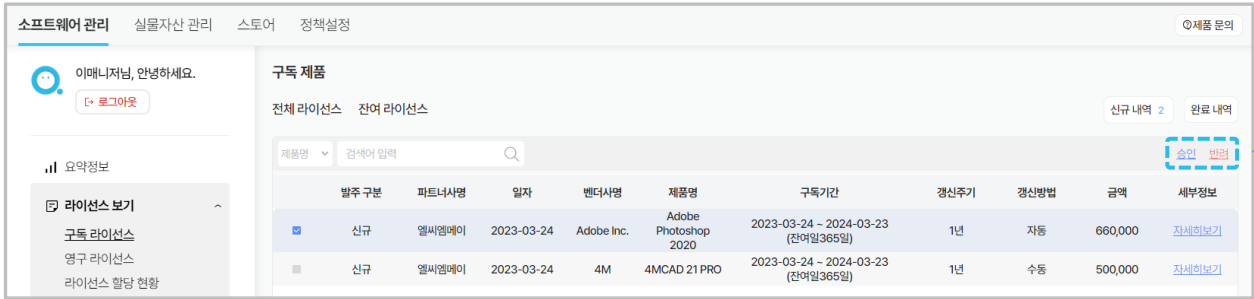 소프트웨어 관리 실물자산 관리 스토어 정책설정 제품 문의
이매니저님, 안녕하세요.
로그아웃
요약정보
라이선스 보기
구독 라이선스
영구 라이선스
라이선스 할당 현황
구독 제품
전체 라이선스 잔여 라이선스 신규 내역 2 완료 내역
제품명 검색어 입력 승인 반려
발주 구분 파트너사명 일자 벤더사명 제품명 구독기간 갱신주기 갱신방법 금액 세부정보
신규 엘씨엠에이 2023-03-24 Adobe Inc. Adobe Photoshop 2020 2023-03-24 ~ 2024-03-23 (잔여일365일) 1년 자동 660,000 자세히보기
신규 엘씨엠에이 2023-03-24 4M 4MCAD 21 PRO 2023-03-24 ~ 2024-03-23 (잔여일365일) 1년 수동 500,000 자세히보기